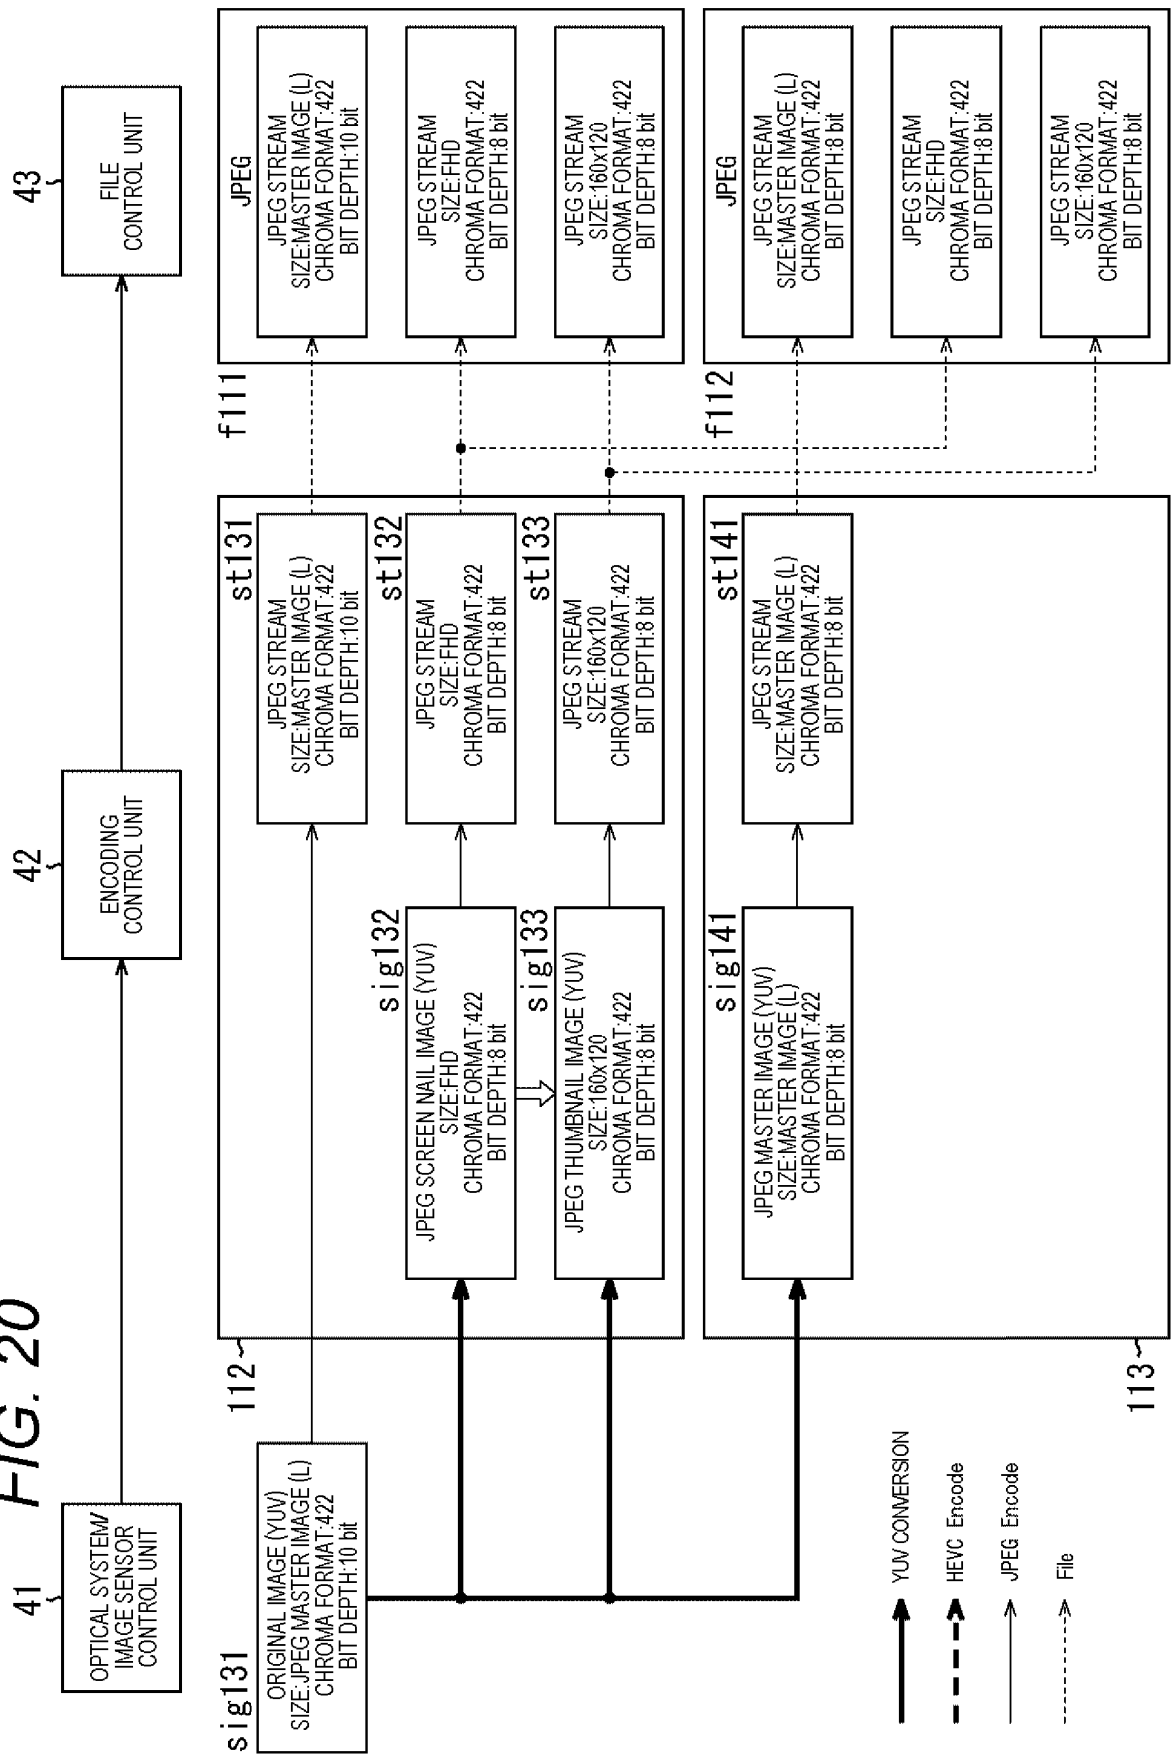 FIG. 20
41
OPTICAL SYSTEM/
IMAGE SENSOR
CONTROL UNIT
42
ENCODING
CONTROL UNIT
43
FILE
CONTROL UNIT
sig131
ORIGINAL IMAGE (YUV)
SIZE:JPEG MASTER IMAGE (L)
CHROMA FORMAT:422
BIT DEPTH:10 bit
112
st131
JPEG STREAM
SIZE:MASTER IMAGE (L)
CHROMA FORMAT:422
BIT DEPTH:10 bit
sig132
JPEG SCREEN NAIL IMAGE (YUV)
SIZE:FHD
CHROMA FORMAT:422
BIT DEPTH:8 bit
st132
JPEG STREAM
SIZE:FHD
CHROMA FORMAT:422
BIT DEPTH:8 bit
sig133
JPEG THUMBNAIL IMAGE (YUV)
SIZE:160x120
CHROMA FORMAT:422
BIT DEPTH:8 bit
st133
JPEG STREAM
SIZE:160x120
CHROMA FORMAT:422
BIT DEPTH:8 bit
f111
JPEG
JPEG STREAM
SIZE:MASTER IMAGE (L)
CHROMA FORMAT:422
BIT DEPTH:10 bit
JPEG STREAM
SIZE:FHD
CHROMA FORMAT:422
BIT DEPTH:8 bit
JPEG STREAM
SIZE:160x120
CHROMA FORMAT:422
BIT DEPTH:8 bit
113
sig141
JPEG MASTER IMAGE (YUV)
SIZE:MASTER IMAGE (L)
CHROMA FORMAT:422
BIT DEPTH:8 bit
st141
JPEG STREAM
SIZE:MASTER IMAGE (L)
CHROMA FORMAT:422
BIT DEPTH:8 bit
f112
JPEG
JPEG STREAM
SIZE:MASTER IMAGE (L)
CHROMA FORMAT:422
BIT DEPTH:8 bit
JPEG STREAM
SIZE:FHD
CHROMA FORMAT:422
BIT DEPTH:8 bit
JPEG STREAM
SIZE:160x120
CHROMA FORMAT:422
BIT DEPTH:8 bit
YUV CONVERSION
HEVC Encode
JPEG Encode
File